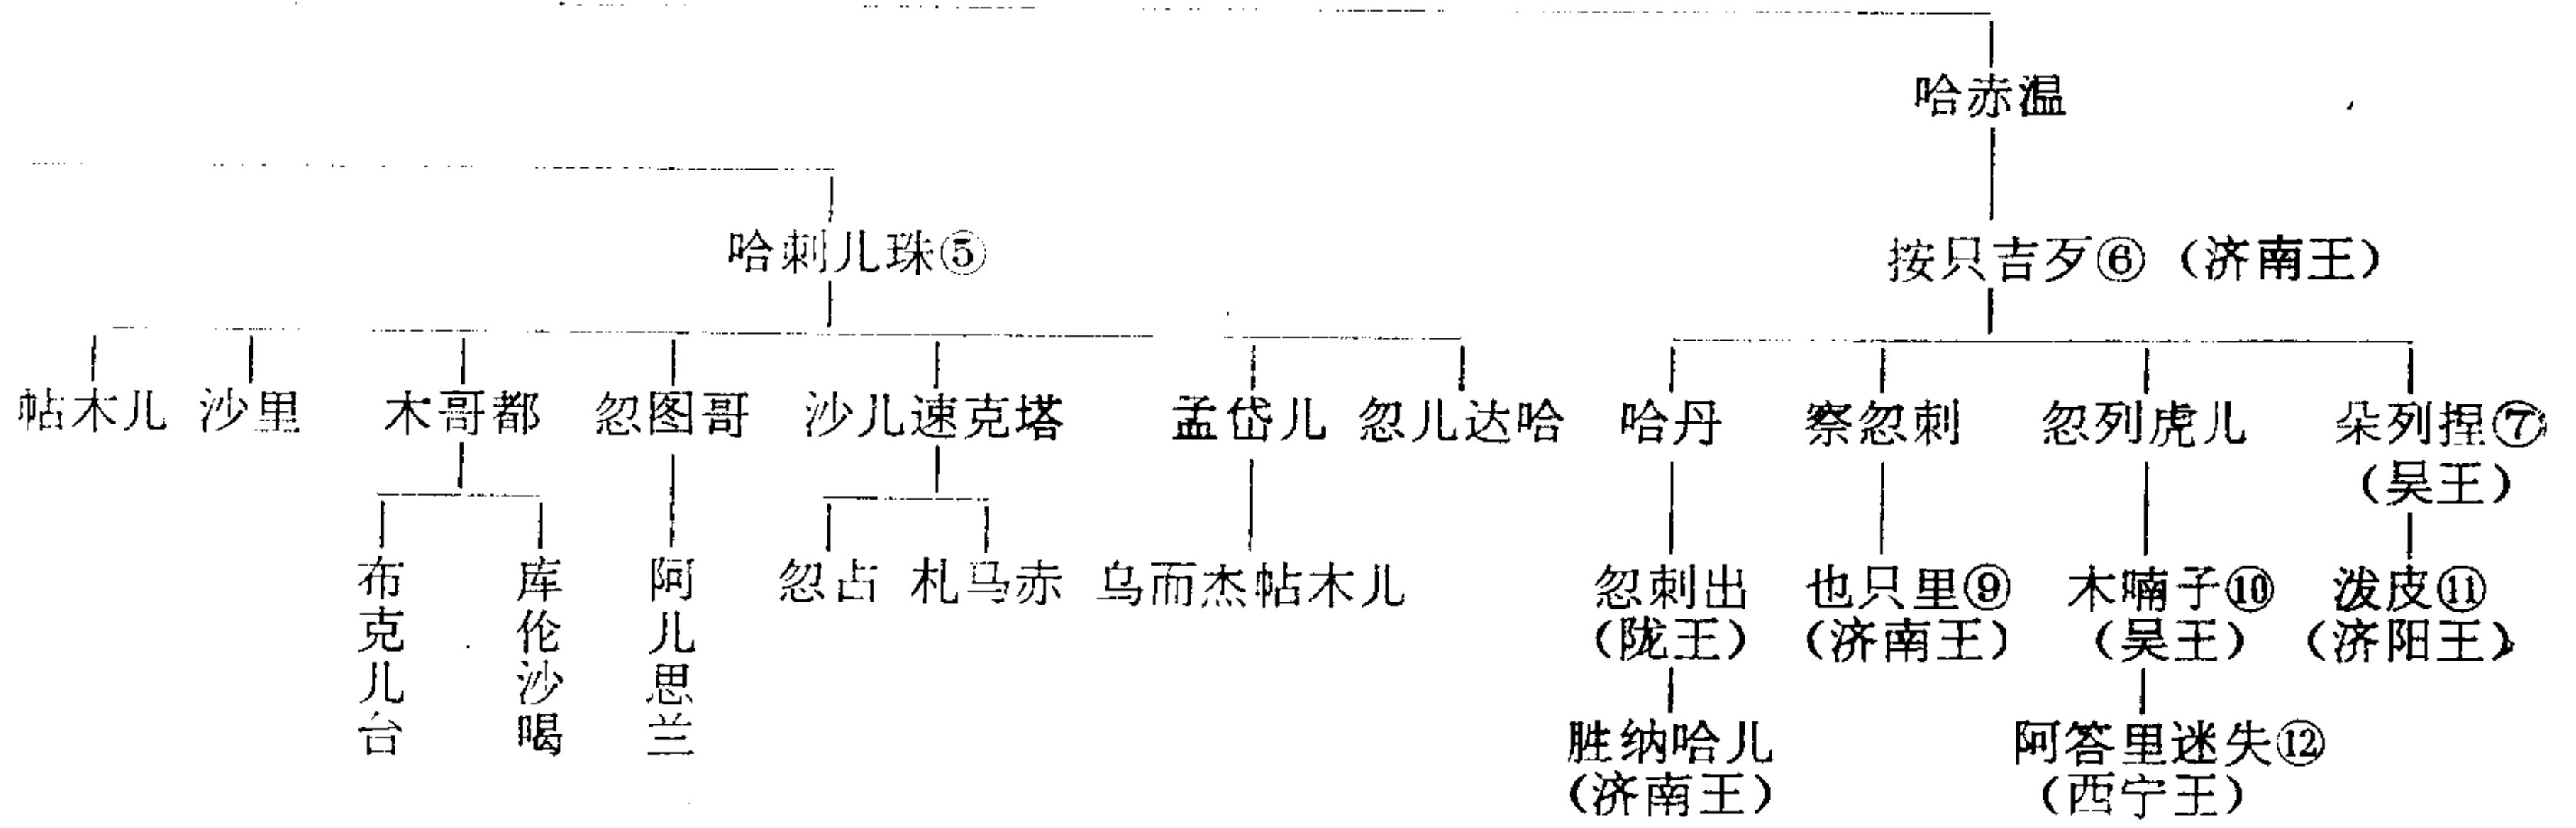 哈赤温
哈刺儿珠⑤
按只吉歹⑥（济南王）
帖木儿 沙里 木哥都 忽图哥 沙儿速克塔 孟岱儿 忽儿达哈 哈丹 察忽刺 忽列虎儿 朵列捏⑦
（吴王）
布克儿台
库伦沙喝
阿儿思兰
忽占 札马赤 乌而杰帖木儿 忽刺出 也只里⑨ 木喃子⑩ 泼皮⑪
（陇王） （济南王） （吴王） （济阳王）
胜纳哈儿 阿答里迷失⑫
（济南王） （西宁王）